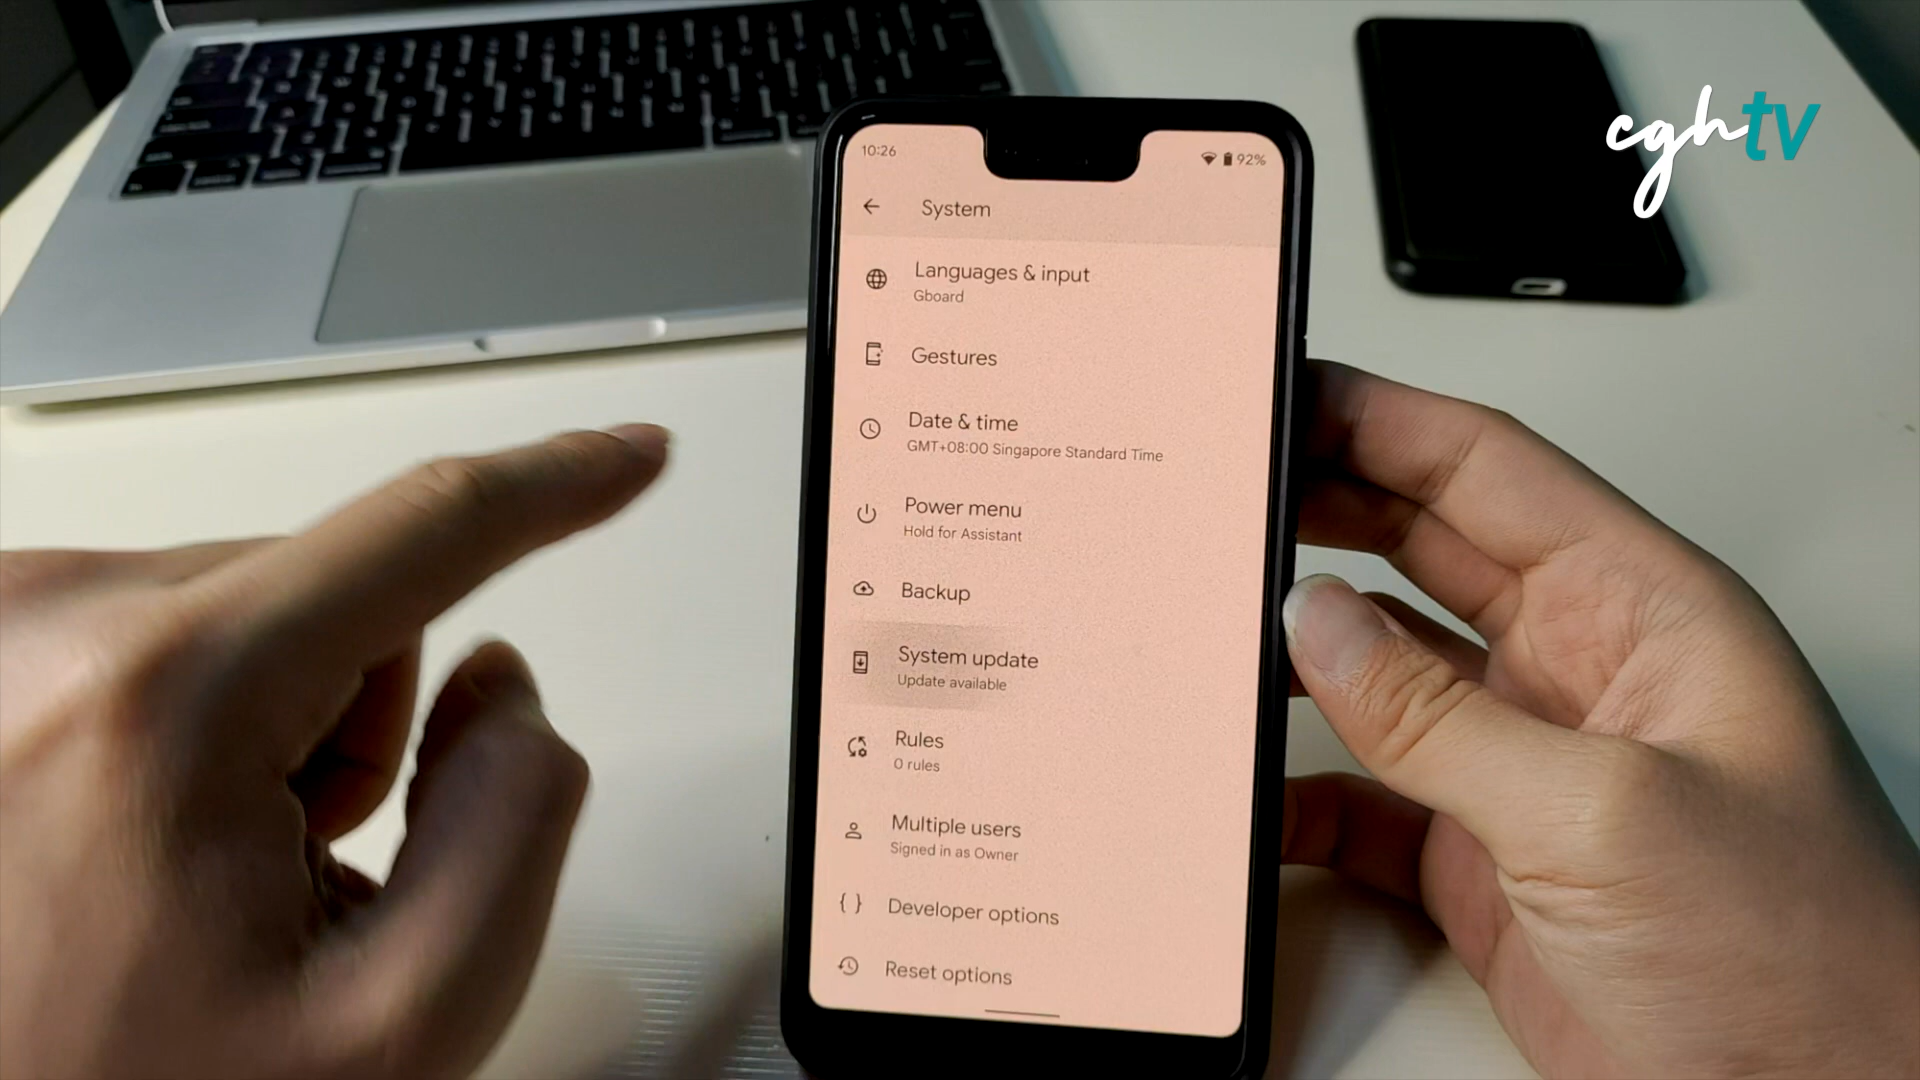 cghtv
10:26
92%
System
Languages & input
Gboard
Gestures
Date & time
GMT+08:00 Singapore Standard Time
Power menu
Hold for Assistant
Backup
System update
Update available
Rules
0 rules
Multiple users
Signed in as Owner
{ } Developer options
Reset options